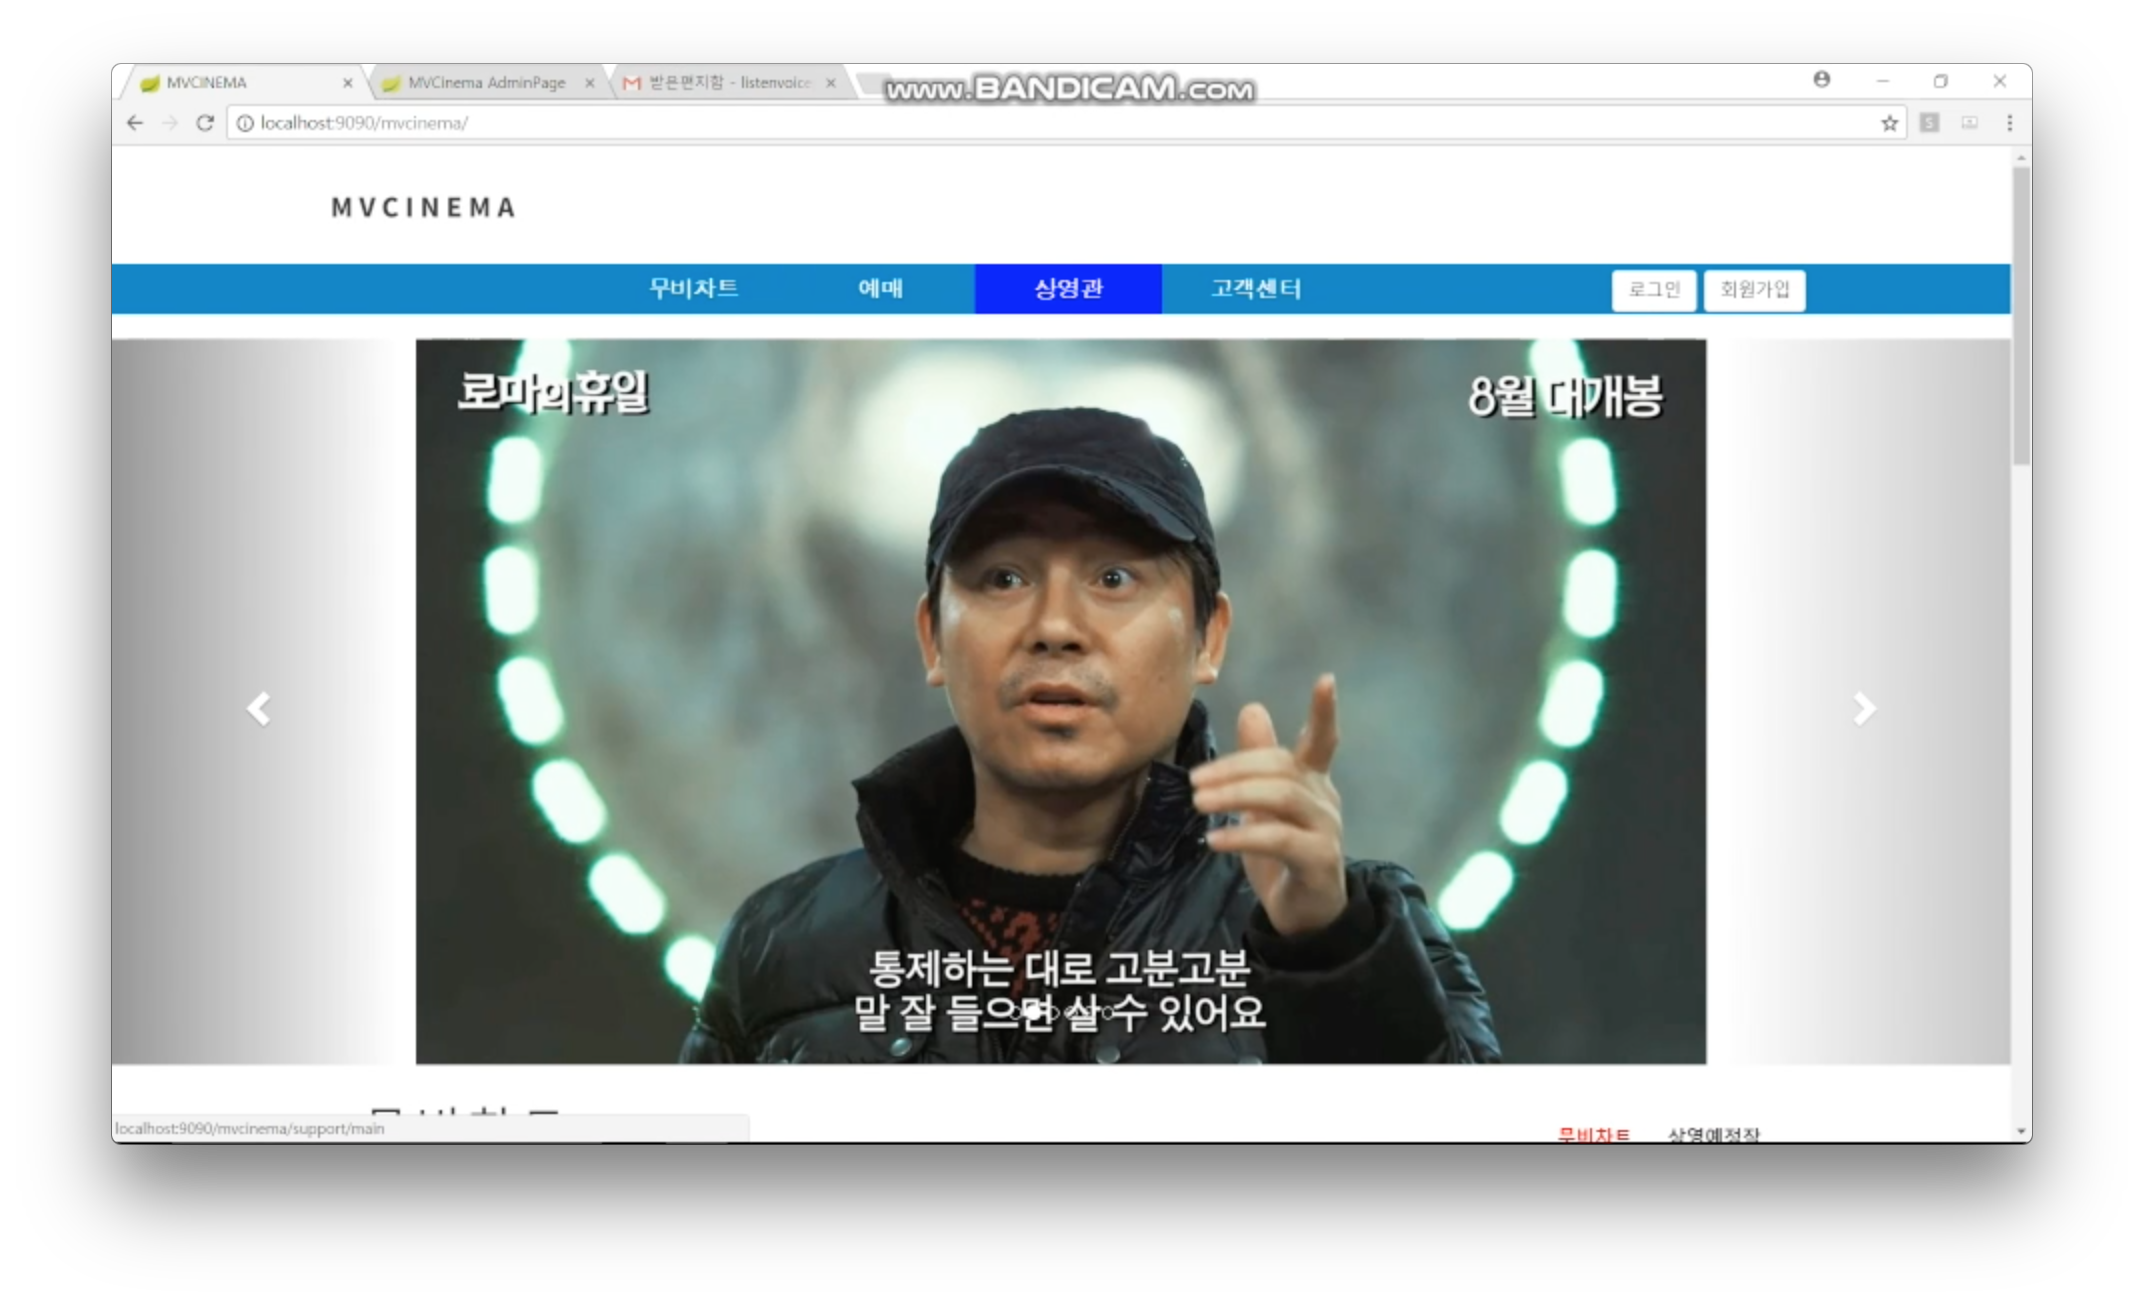 MVCINEMA
MVCinema AdminPage
받은편지함 - listenvoice
www.BANDICAM.com
localhost:9090/mvcinema/
MVCINEMA
무비차트
예매
상영관
고객센터
로그인
회원가입
로마의 휴일
8월 대개봉
통제하는 대로 고분고분
말 잘 들으면 살 수 있어요
무비차트
localhost:9090/mvcinema/support/main
무비차트
상영예정작